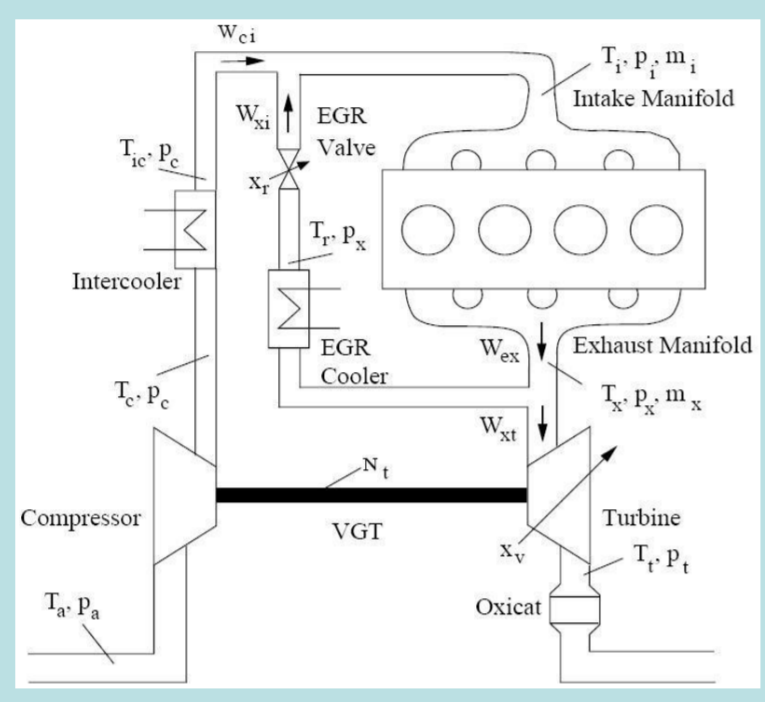 W_ci
T_i, p_i, m_i
Intake Manifold
W_xi
EGR
Valve
T_ic, p_c
x_r
T_r, p_x
Intercooler
EGR
Cooler
W_ex
Exhaust Manifold
T_c, p_c
T_x, p_x, m_x
W_xt
N_t
Compressor
VGT
Turbine
x_v
T_t, p_t
T_a, p_a
Oxicat